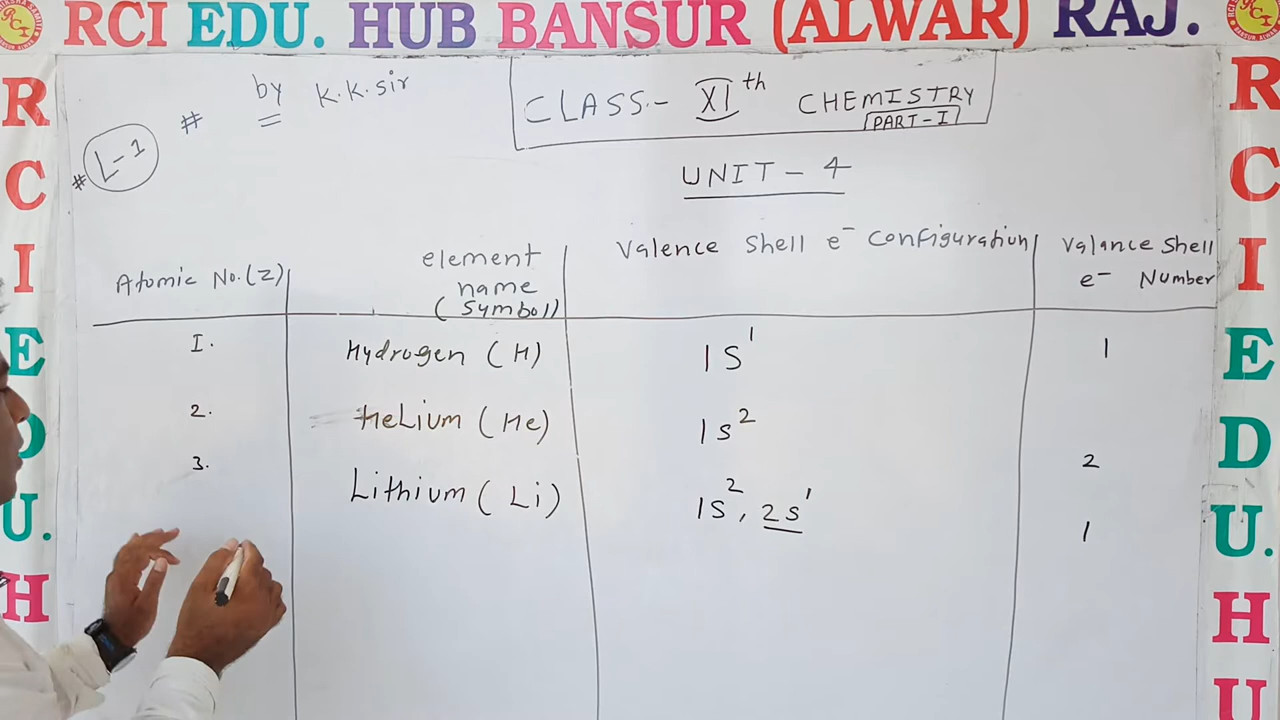 RCI EDU. HUB BANSUR (ALWAR) RAJ.
R
C
I
E
D
U.
H
# by K.K.sir
# L-1
CLASS- XIth CHEMISTRY
PART-I
UNIT-4
Atomic No.(Z)
element
name
(Symbol)
Valence Shell e⁻ Configuration
Valance Shell
e⁻ Number
1. Hydrogen (H) 1S¹ 1
2. HeLium (He) 1s² 2
3. Lithium (Li) 1s², 2s¹ 1
R
C
I
E
D
U.
H
U